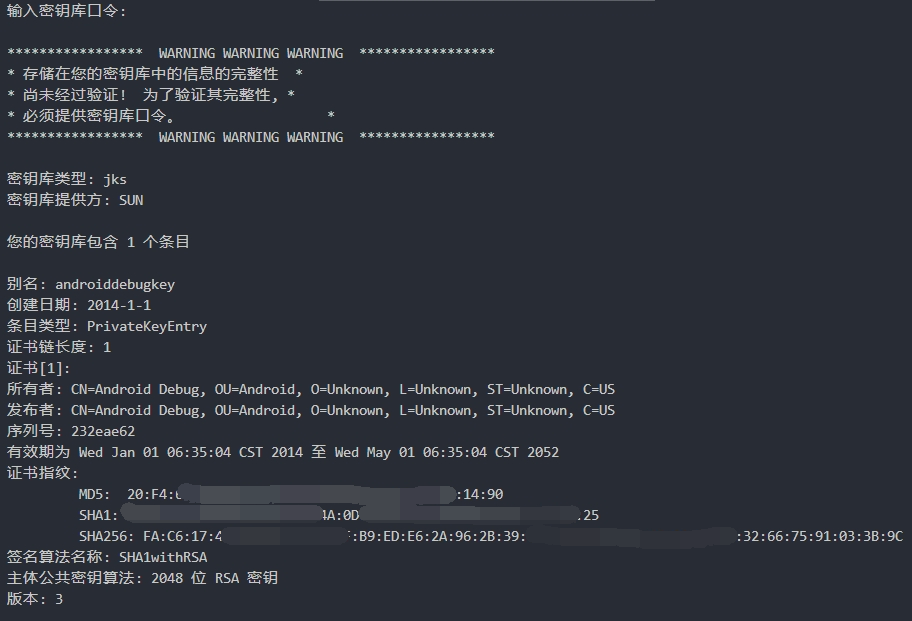 输入密钥库口令:
***************** WARNING WARNING WARNING *****************
* 存储在您的密钥库中的信息的完整性 *
* 尚未经过验证! 为了验证其完整性, *
* 必须提供密钥库口令。 *
***************** WARNING WARNING WARNING *****************
密钥库类型: jks
密钥库提供方: SUN
您的密钥库包含 1 个条目
别名: androiddebugkey
创建日期: 2014-1-1
条目类型: PrivateKeyEntry
证书链长度: 1
证书[1]:
所有者: CN=Android Debug, OU=Android, O=Unknown, L=Unknown, ST=Unknown, C=US
发布者: CN=Android Debug, OU=Android, O=Unknown, L=Unknown, ST=Unknown, C=US
序列号: 232eae62
有效期为 Wed Jan 01 06:35:04 CST 2014 至 Wed May 01 06:35:04 CST 2052
证书指纹:
MD5: 20:F4: :14:90
SHA1: 4A:0D 25
SHA256: FA:C6:17:4 :B9:ED:E6:2A:96:2B:39: :32:66:75:91:03:3B:9C
签名算法名称: SHA1withRSA
主体公共密钥算法: 2048 位 RSA 密钥
版本: 3